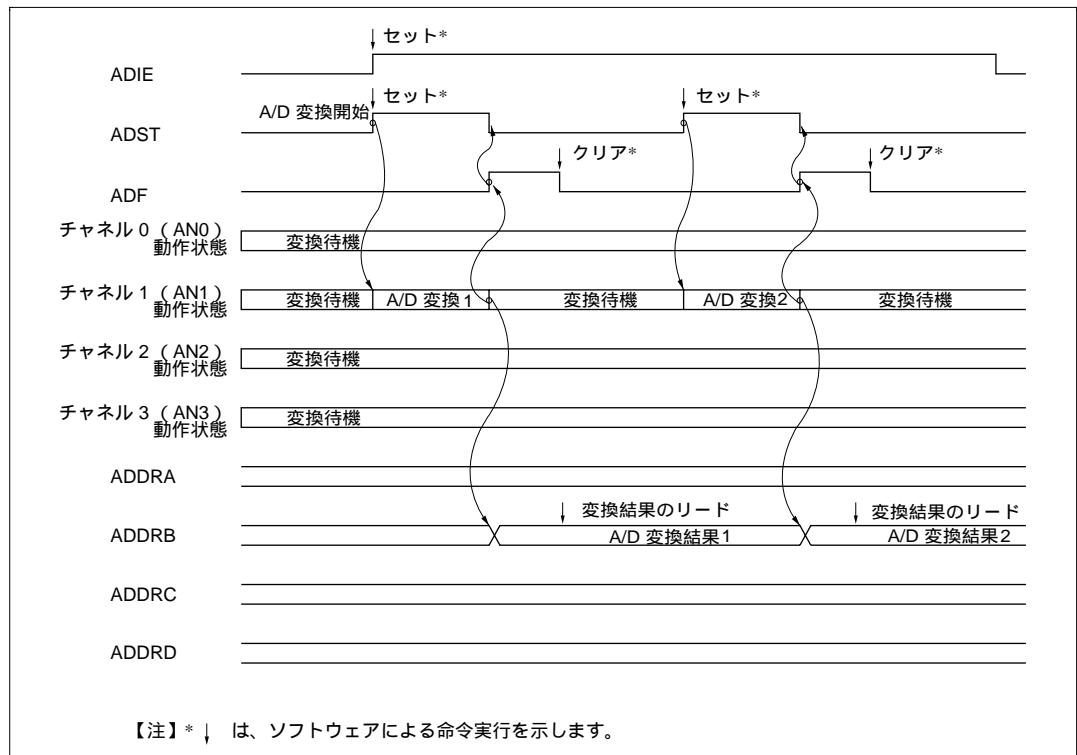 セット*
ADIE
セット*
セット*
A/D 変換開始
ADST
クリア*
クリア*
ADF
チャネル 0 （AN0）
動作状態
変換待機
チャネル 1 （AN1）
動作状態
変換待機
A/D 変換 1
変換待機
A/D 変換2
変換待機
チャネル 2 （AN2）
動作状態
変換待機
チャネル 3 （AN3）
動作状態
変換待機
ADDRA
変換結果のリード
変換結果のリード
ADDRB
A/D 変換結果1
A/D 変換結果2
ADDRC
ADDRD
【注】* ↓ は、ソフトウェアによる命令実行を示します。